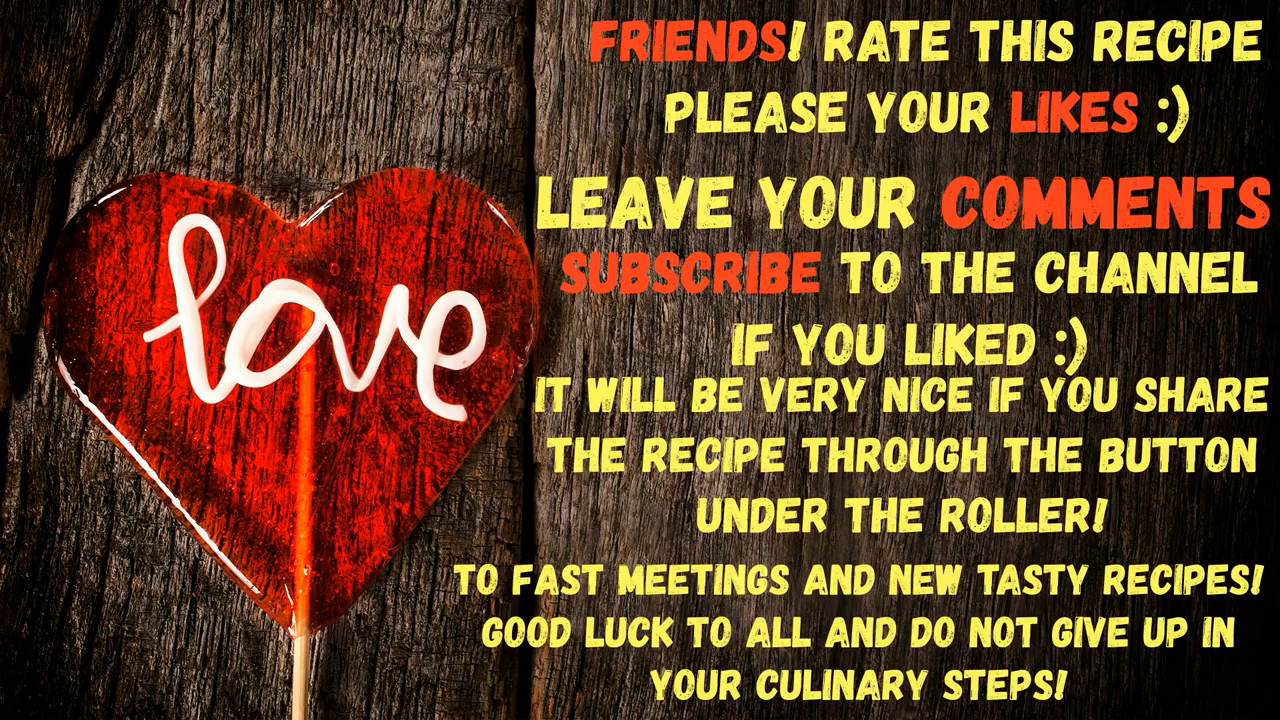 love
FRIENDS! RATE THIS RECIPE
PLEASE YOUR LIKES :)
LEAVE YOUR COMMENTS
SUBSCRIBE TO THE CHANNEL
IF YOU LIKED :)
IT WILL BE VERY NICE IF YOU SHARE
THE RECIPE THROUGH THE BUTTON
UNDER THE ROLLER!
TO FAST MEETINGS AND NEW TASTY RECIPES!
GOOD LUCK TO ALL AND DO NOT GIVE UP IN
YOUR CULINARY STEPS!